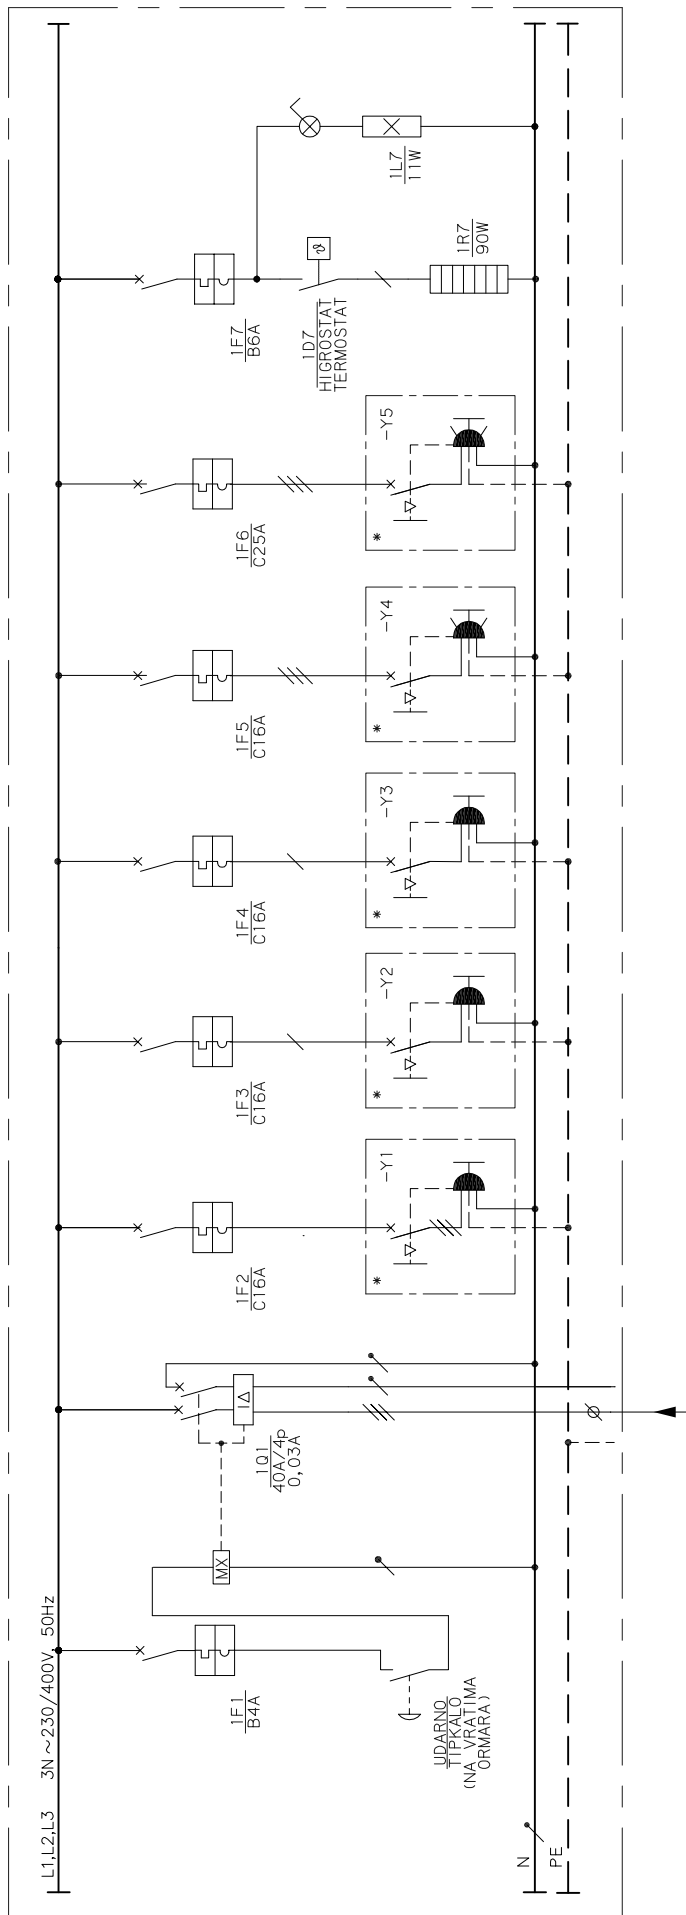 L1,L2,L3 3N~230/400V, 50Hz
N
PE
1F1
B4A
UDARNO
TIPKALO
(NA VRATIMA
ORMARA)
MX
1Q1
40A/4p
0,03A
I∆
1F2
C16A
-Y1
*
1F3
C16A
-Y2
*
1F4
C16A
-Y3
*
1F5
C16A
-Y4
*
1F6
C25A
-Y5
*
1F7
B6A
1D7
HIGROSTAT
TERMOSTAT
ϑ
1R7
90W
1L7
11W